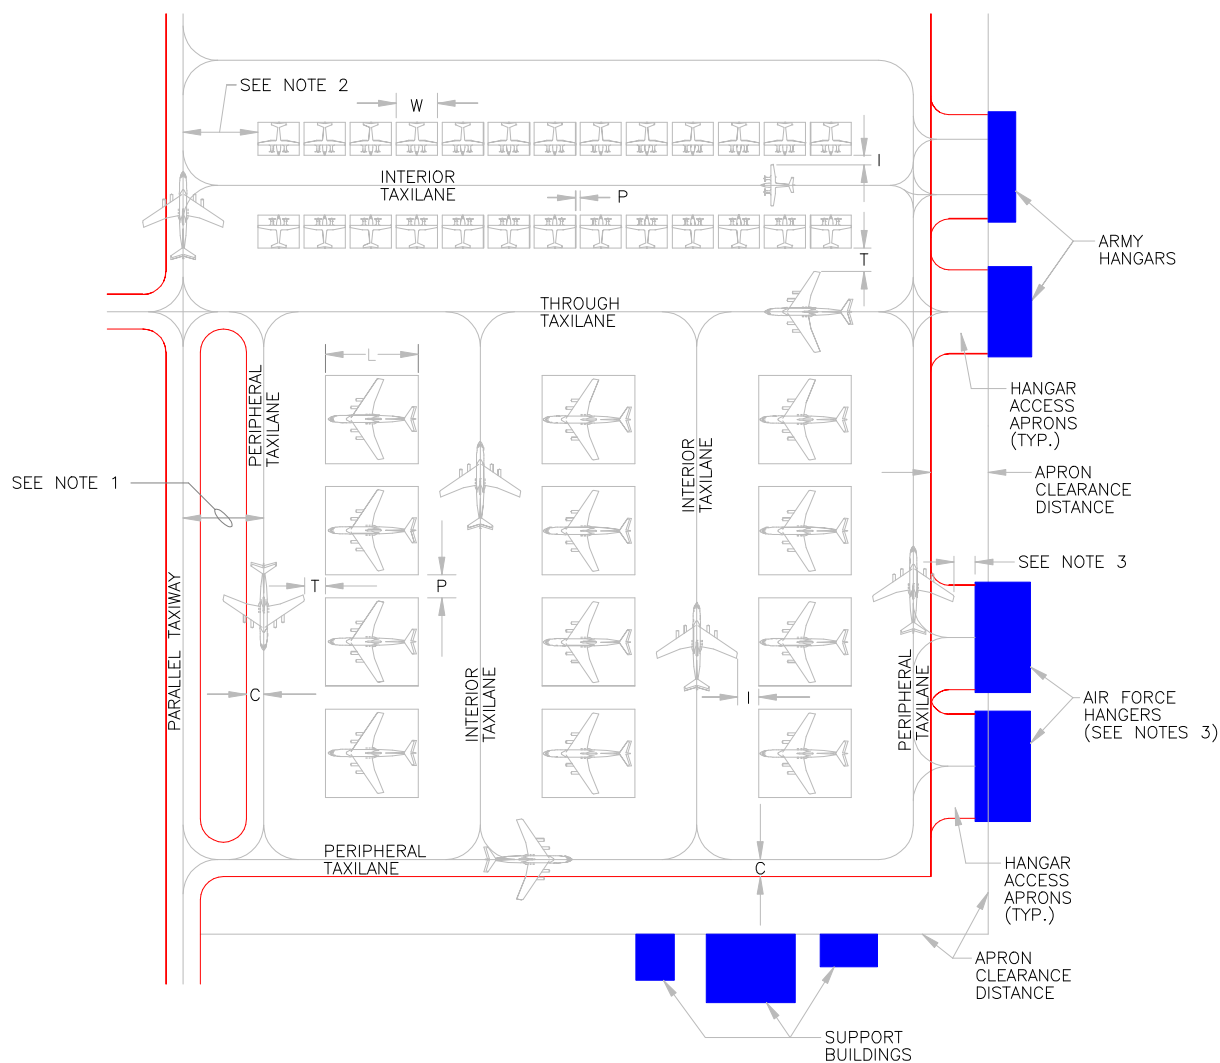 SEE NOTE 2
W
I
INTERIOR
TAXILANE
P
T
ARMY
HANGARS
THROUGH
TAXILANE
L
PERIPHERAL
TAXILANE
HANGAR
ACCESS
APRONS
(TYP.)
INTERIOR
TAXILANE
SEE NOTE 1
APRON
CLEARANCE
DISTANCE
SEE NOTE 3
T
P
PARALLEL TAXIWAY
C
INTERIOR
TAXILANE
I
PERIPHERAL
TAXILANE
AIR FORCE
HANGERS
(SEE NOTES 3)
PERIPHERAL
TAXILANE
C
HANGAR
ACCESS
APRONS
(TYP.)
APRON
CLEARANCE
DISTANCE
SUPPORT
BUILDINGS